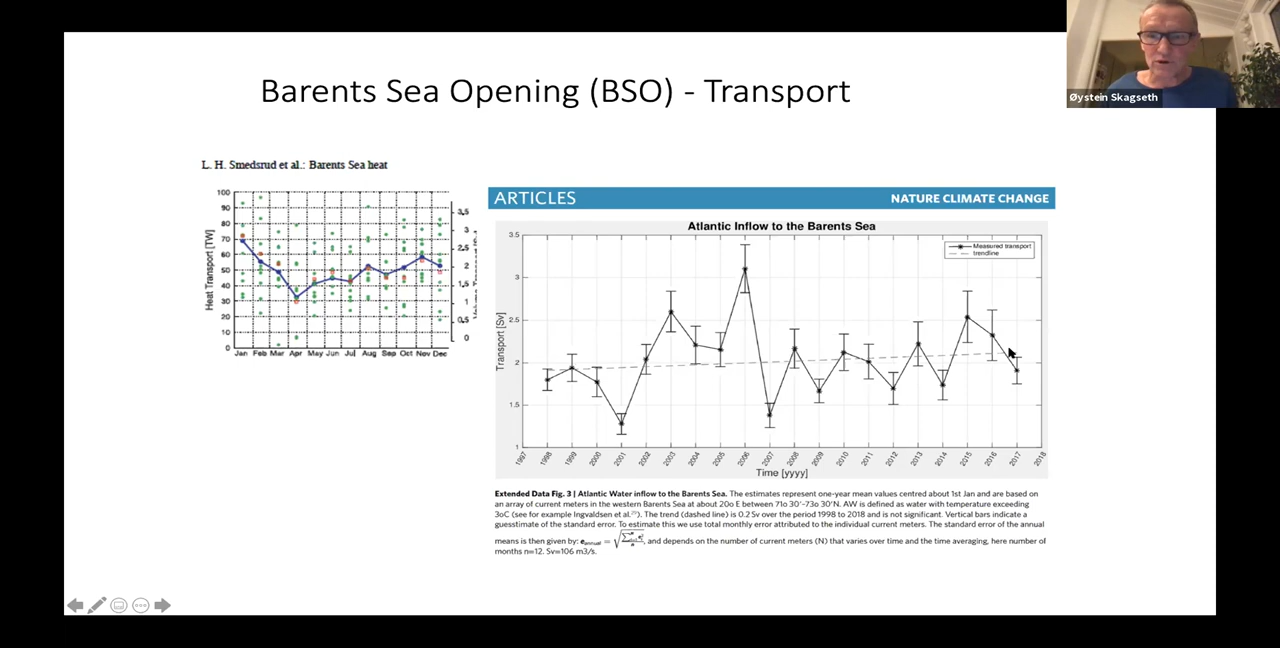 Øystein Skagseth
Barents Sea Opening (BSO) - Transport
L. H. Smedsrud et al.: Barents Sea heat
100
90
80
70
60
50
40
30
20
10
0
Heat Transport [TW]
Jan Feb Mar Apr May Jun Jul Aug Sep Oct Nov Dec
3,5
3
2,5
2
1,5
1
0,5
0
ARTICLES
NATURE CLIMATE CHANGE
Atlantic Inflow to the Barents Sea
Measured transport
trendline
3.5
3
2.5
2
1.5
1
Transport [Sv]
1997 1998 1999 2000 2001 2002 2003 2004 2005 2006 2007 2008 2009 2010 2011 2012 2013 2014 2015 2016 2017 2018
Time [yyyy]
Extended Data Fig. 3 | Atlantic Water inflow to the Barents Sea. The estimates represent one-year mean values centred about 1st Jan and are based on
an array of current meters in the western Barents Sea at about 20o E between 71o 30'-73o 30'N. AW is defined as water with temperature exceeding
3oC (see for example Ingvaldsen et al.). The trend (dashed line) is 0.2 Sv over the period 1998 to 2018 and is not significant. Vertical bars indicate a
guesstimate of the standard error. To estimate this we use total monthly error attributed to the individual current meters. The standard error of the annual
means is then given by: e annual = , and depends on the number of current meters (N) that varies over time and the time averaging, here number of
months n=12. Sv=106 m3/s.